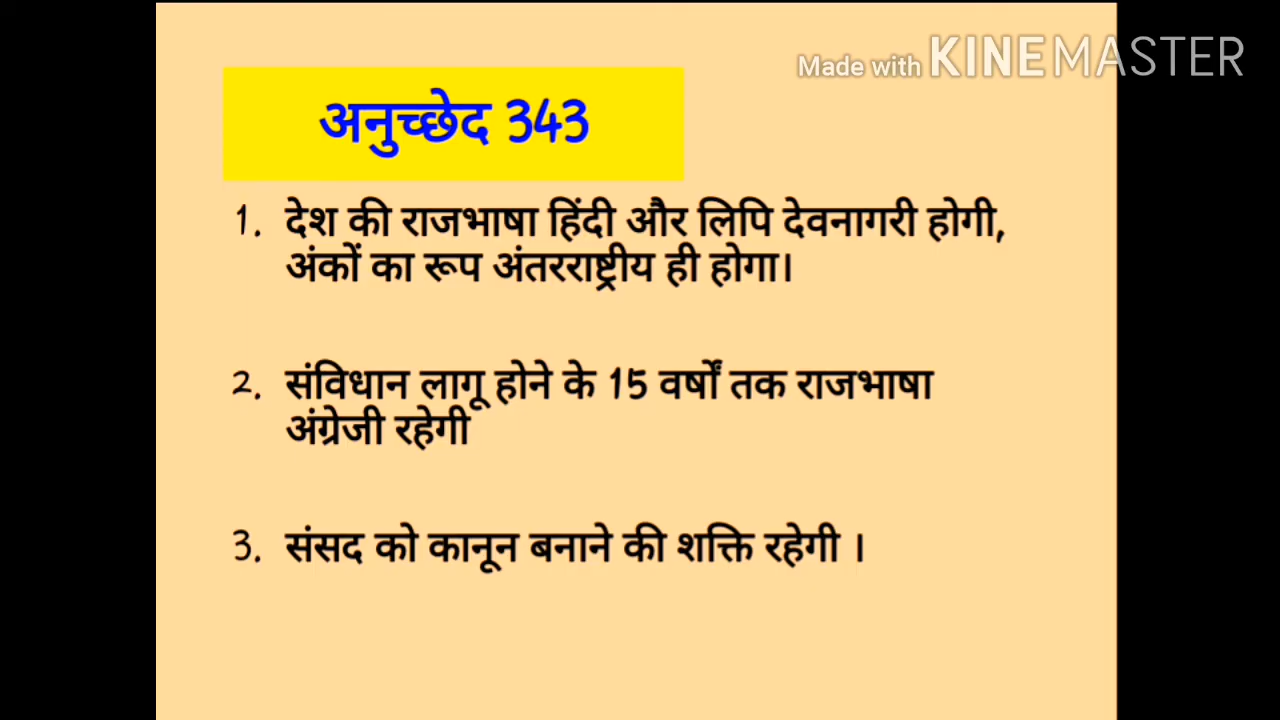 Made with KINEMASTER
अनुच्छेद 343
1. देश की राजभाषा हिंदी और लिपि देवनागरी होगी,
अंकों का रूप अंतरराष्ट्रीय ही होगा।
2. संविधान लागू होने के 15 वर्षों तक राजभाषा
अंग्रेजी रहेगी
3. संसद को कानून बनाने की शक्ति रहेगी ।